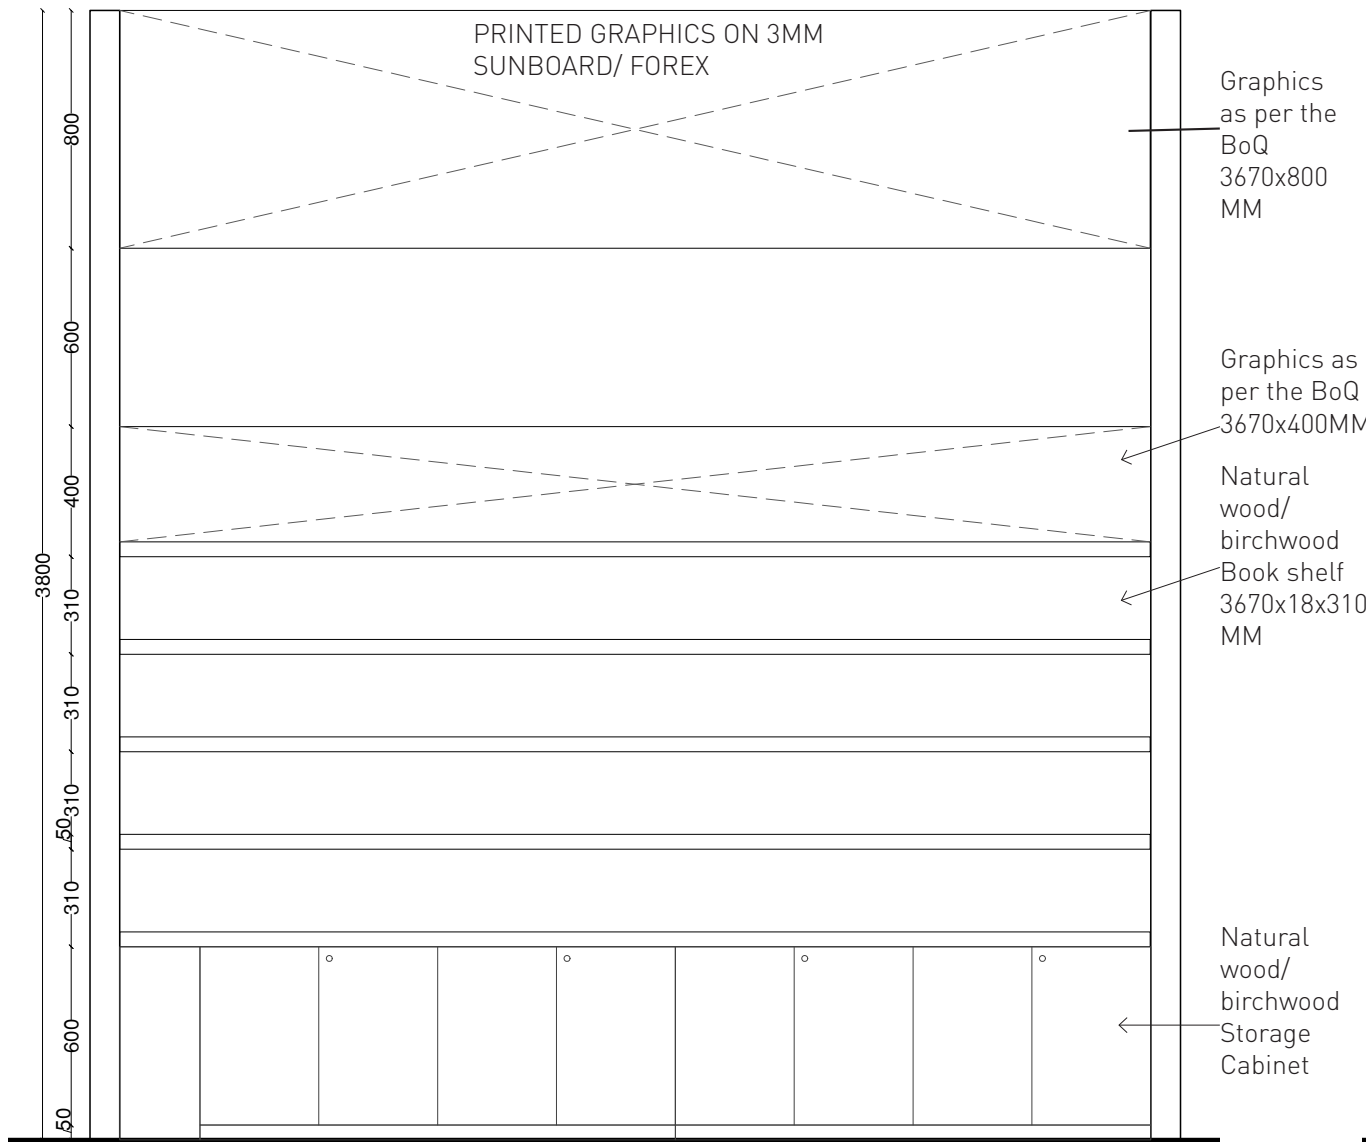 PRINTED GRAPHICS ON 3MM
SUNBOARD/ FOREX
Graphics
as per the
BoQ
3670x800
MM
Graphics as
per the BoQ
3670x400MM
Natural
wood/
birchwood
Book shelf
3670x18x310
MM
Natural
wood/
birchwood
Storage
Cabinet
3800
800
600
400
310
310
310
50
310
600
50